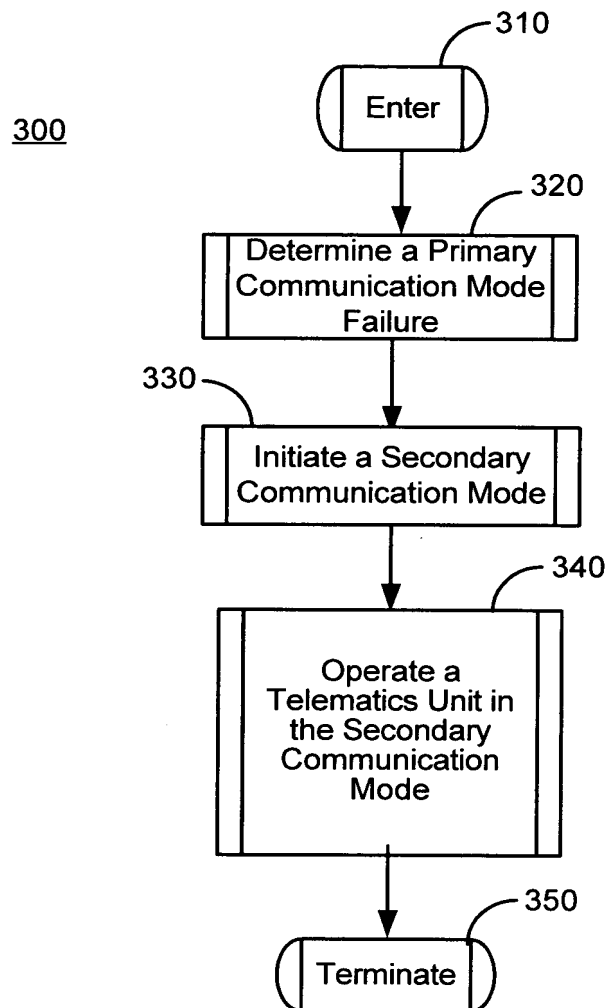 310
Enter
300
320
Determine a Primary
Communication Mode
Failure
330
Initiate a Secondary
Communication Mode
340
Operate a
Telematics Unit in
the Secondary
Communication
Mode
350
Terminate